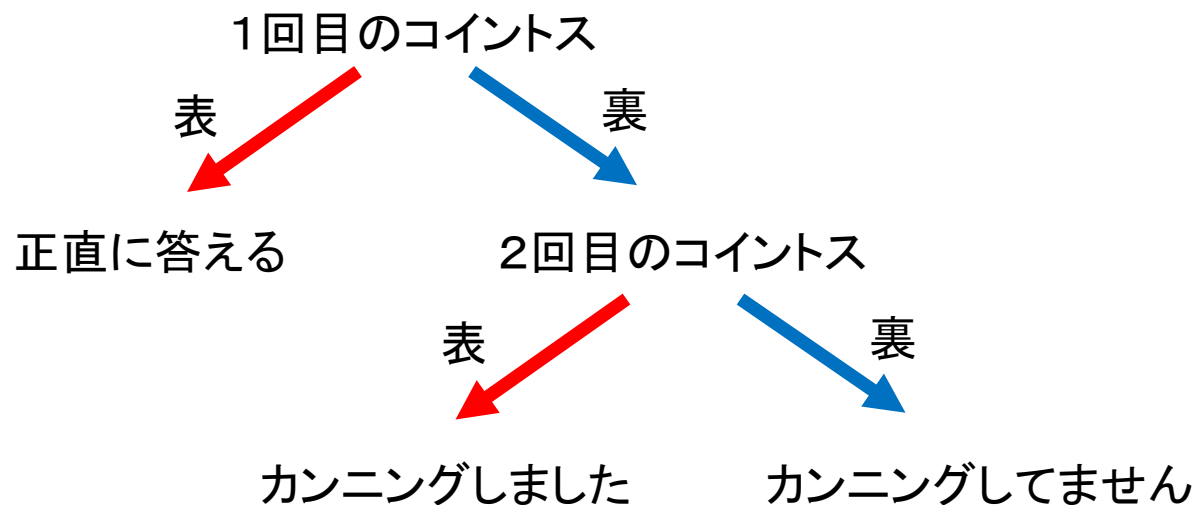 1回目のコイントス
表
裏
正直に答える
2回目のコイントス
表
裏
カンニングしました
カンニングしてません